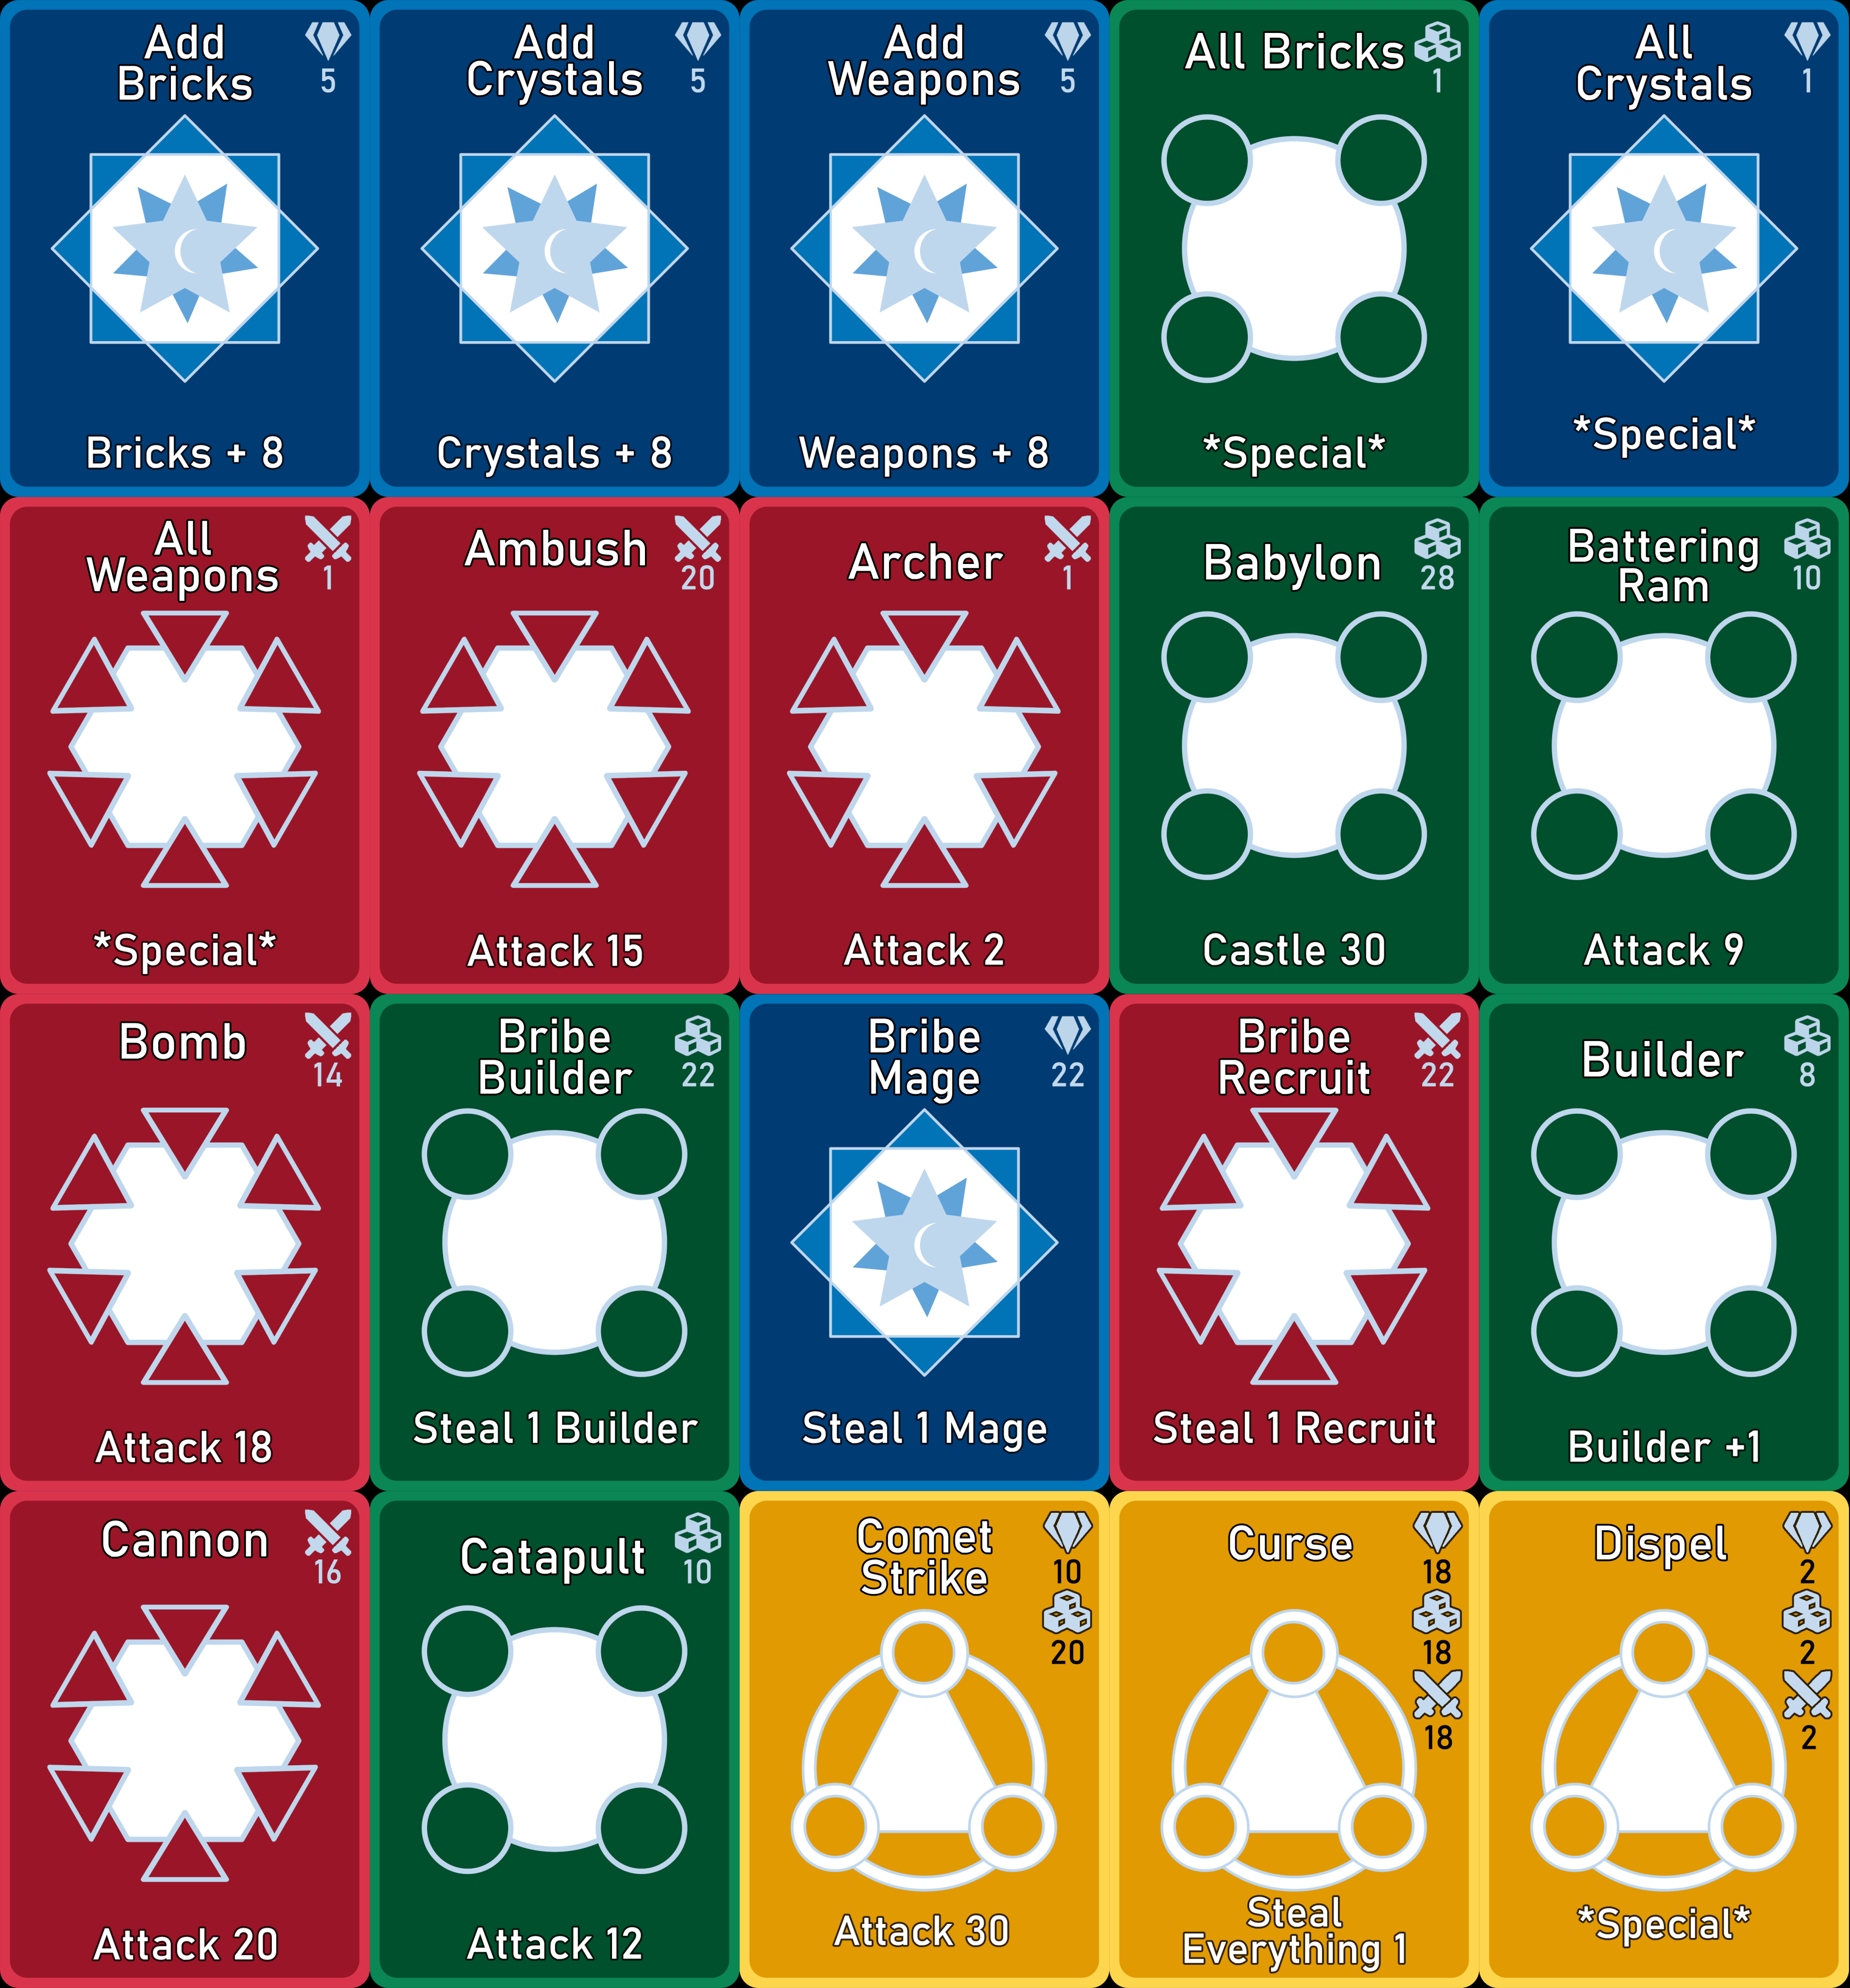 Add
Bricks
5
Bricks + 8
Add
Crystals
5
Crystals + 8
Add
Weapons
5
Weapons + 8
All Bricks
1
*Special*
All
Crystals
1
*Special*
All
Weapons
1
*Special*
Ambush
20
Attack 15
Archer
1
Attack 2
Babylon
28
Castle 30
Battering
Ram
10
Attack 9
Bomb
14
Attack 18
Bribe
Builder
22
Steal 1 Builder
Bribe
Mage
22
Steal 1 Mage
Bribe
Recruit
22
Steal 1 Recruit
Builder
8
Builder +1
Cannon
16
Attack 20
Catapult
10
Attack 12
Comet
Strike
10
20
Attack 30
Curse
18
18
18
Steal
Everything 1
Dispel
2
2
2
*Special*